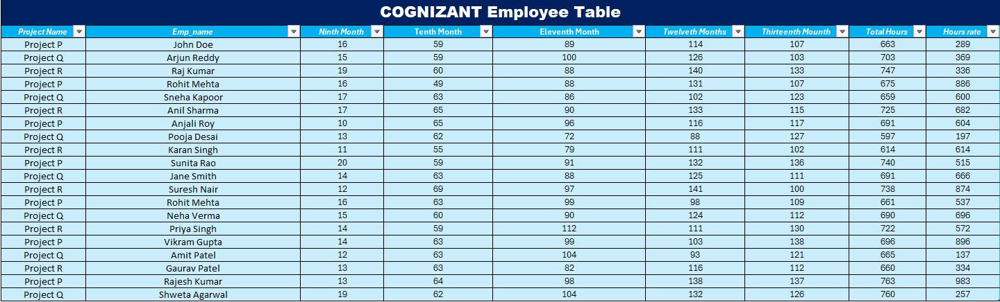 COGNIZANT Employee Table
Project Name Emp_name Ninth Month Tenth Month Eleventh Month Twelveth Months Thirteenth Mounth Total Hours Hours rate
Project P John Doe 16 59 89 114 107 663 289
Project Q Arjun Reddy 15 59 100 126 103 703 369
Project R Raj Kumar 19 60 88 140 133 747 336
Project P Rohit Mehta 16 49 88 131 107 675 886
Project Q Sneha Kapoor 17 63 86 102 123 659 600
Project R Anil Sharma 17 65 90 133 115 725 682
Project P Anjali Roy 10 65 96 116 117 691 604
Project Q Pooja Desai 13 62 72 88 127 597 197
Project R Karan Singh 11 55 79 111 102 614 614
Project P Sunita Rao 20 59 91 132 136 740 515
Project Q Jane Smith 14 63 88 125 111 691 666
Project R Suresh Nair 12 69 97 141 100 738 874
Project P Rohit Mehta 16 63 99 98 109 661 537
Project Q Neha Verma 15 60 90 124 112 690 696
Project R Priya Singh 14 59 112 111 130 722 572
Project P Vikram Gupta 14 63 99 103 138 696 896
Project Q Amit Patel 12 63 104 93 121 665 137
Project R Gaurav Patel 13 63 82 116 112 660 334
Project P Rajesh Kumar 13 64 98 138 137 763 983
Project Q Shweta Agarwal 19 62 104 132 126 760 257